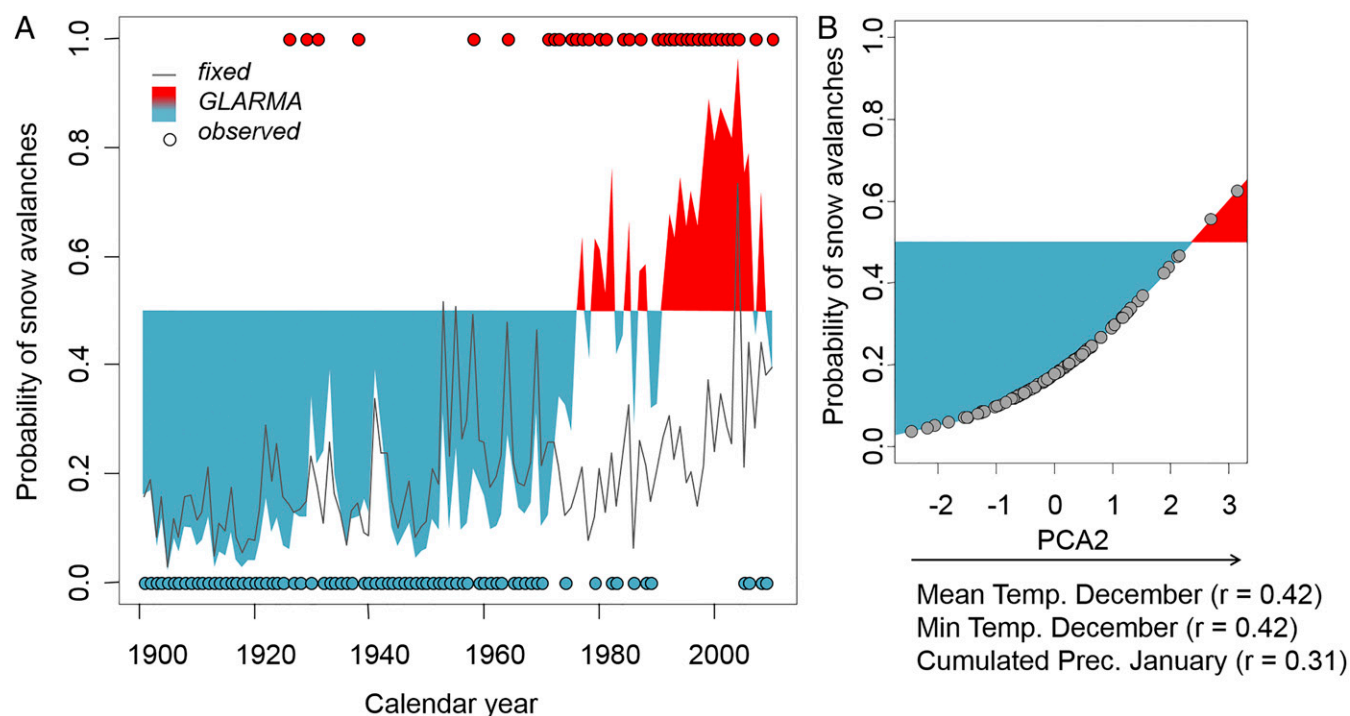 A
Probability of snow avalanches
1.0
0.8
0.6
0.4
0.2
0.0
fixed
GLARMA
observed
1900 1920 1940 1960 1980 2000
Calendar year
B
Probability of snow avalanches
1.0
0.8
0.6
0.4
0.2
0.0
-2 -1 0 1 2 3
PCA2
Mean Temp. December (r = 0.42)
Min Temp. December (r = 0.42)
Cumulated Prec. January (r = 0.31)